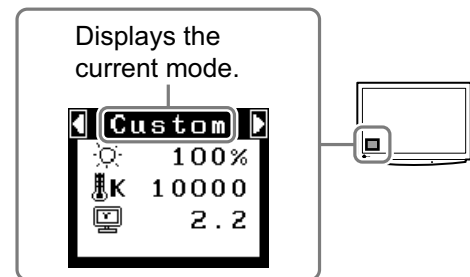 Displays the
current mode.
Custom
100%
K 10000
2.2